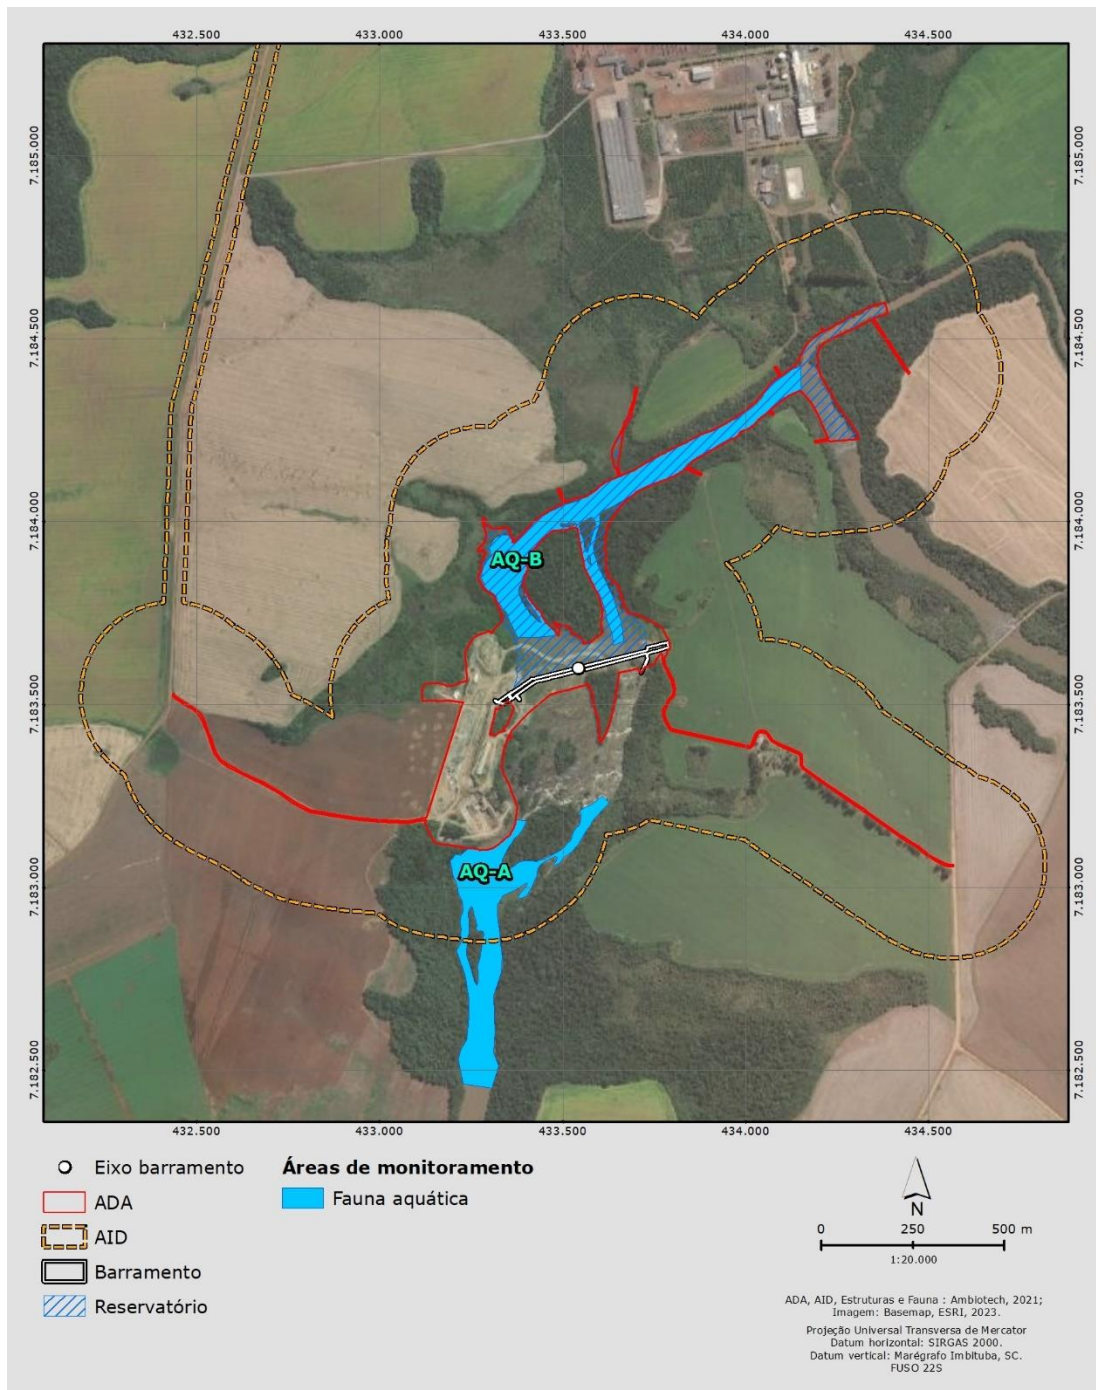 432.500 433.000 433.500 434.000 434.500
7.185.000 7.185.000
7.184.500 7.184.500
7.184.000 7.184.000
AQ-B
7.183.500 7.183.500
AQ-A
7.183.000 7.183.000
7.182.500 7.182.500
432.500 433.000 433.500 434.000 434.500
Eixo barramento
ADA
AID
Barramento
Reservatório
Áreas de monitoramento
Fauna aquática
N
0 250 500 m
1:20.000
ADA, AID, Estruturas e Fauna : Ambiotech, 2021;
Imagem: Basemap, ESRI, 2023.
Projeção Universal Transversa de Mercator
Datum horizontal: SIRGAS 2000.
Datum vertical: Marégrafo Imbituba, SC.
FUSO 22S